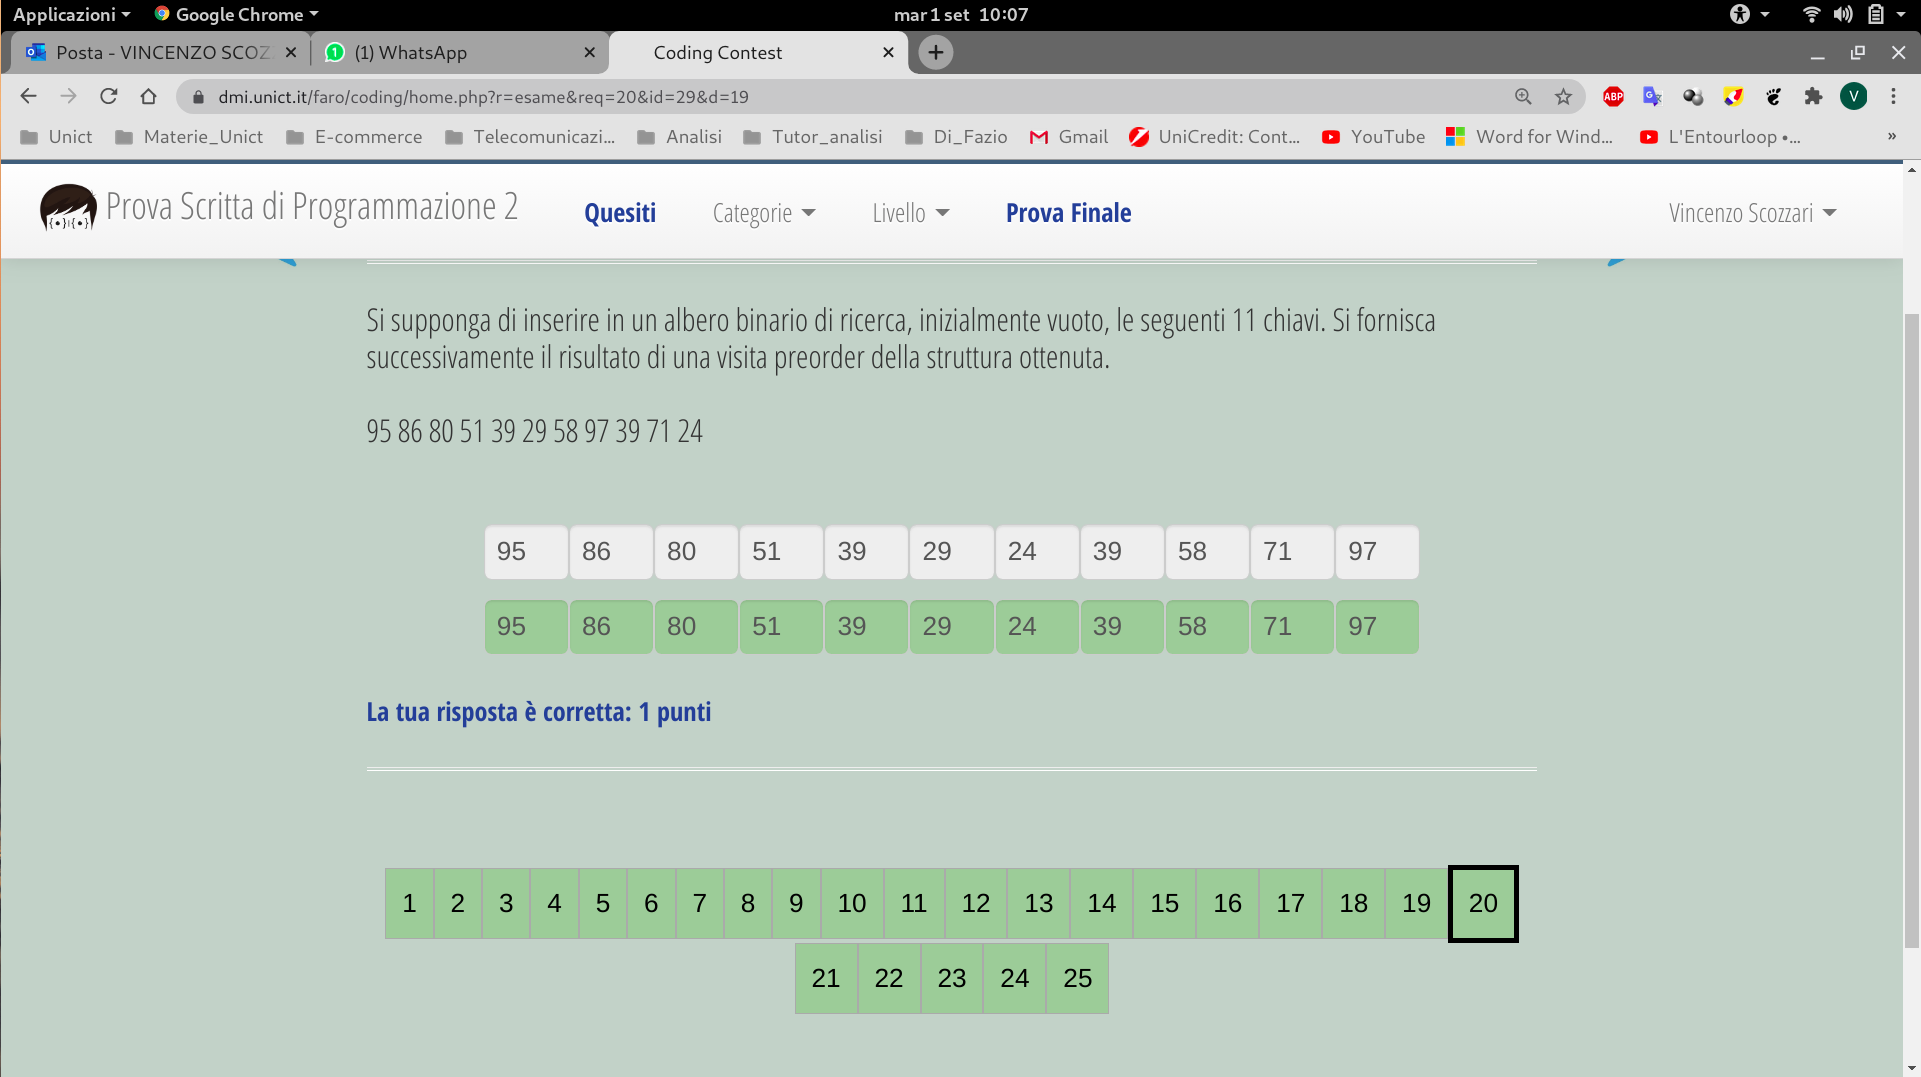 Applicazioni Google Chrome mar 1 set 10:07
Posta - VINCENZO SCOZ (1) WhatsApp Coding Contest
dmi.unict.it/faro/coding/home.php?r=esame&req=20&id=29&d=19 ABP V
Unict Materie_Unict E-commerce Telecomunicazi... Analisi Tutor_analisi Di_Fazio Gmail UniCredit: Cont... YouTube Word for Wind... L'Entourloop •... »
Prova Scritta di Programmazione 2 Quesiti Categorie Livello Prova Finale Vincenzo Scozzari
Si supponga di inserire in un albero binario di ricerca, inizialmente vuoto, le seguenti 11 chiavi. Si fornisca
successivamente il risultato di una visita preorder della struttura ottenuta.
95 86 80 51 39 29 58 97 39 71 24
95 86 80 51 39 29 24 39 58 71 97
95 86 80 51 39 29 24 39 58 71 97
La tua risposta è corretta: 1 punti
1 2 3 4 5 6 7 8 9 10 11 12 13 14 15 16 17 18 19 20
21 22 23 24 25